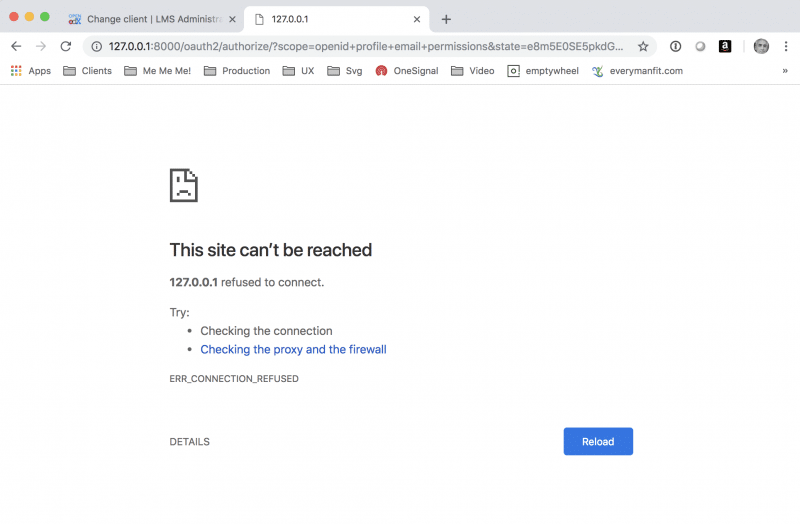 OPEN edX Change client | LMS Administra
127.0.0.1
127.0.0.1:8000/oauth2/authorize/?scope=openid+profile+email+permissions&state=e8m5E0SE5pkdG...
Apps Clients Me Me Me! Production UX Svg OneSignal Video emptywheel everymanfit.com »
This site can’t be reached
127.0.0.1 refused to connect.
Try:
• Checking the connection
• Checking the proxy and the firewall
ERR_CONNECTION_REFUSED
DETAILS
Reload